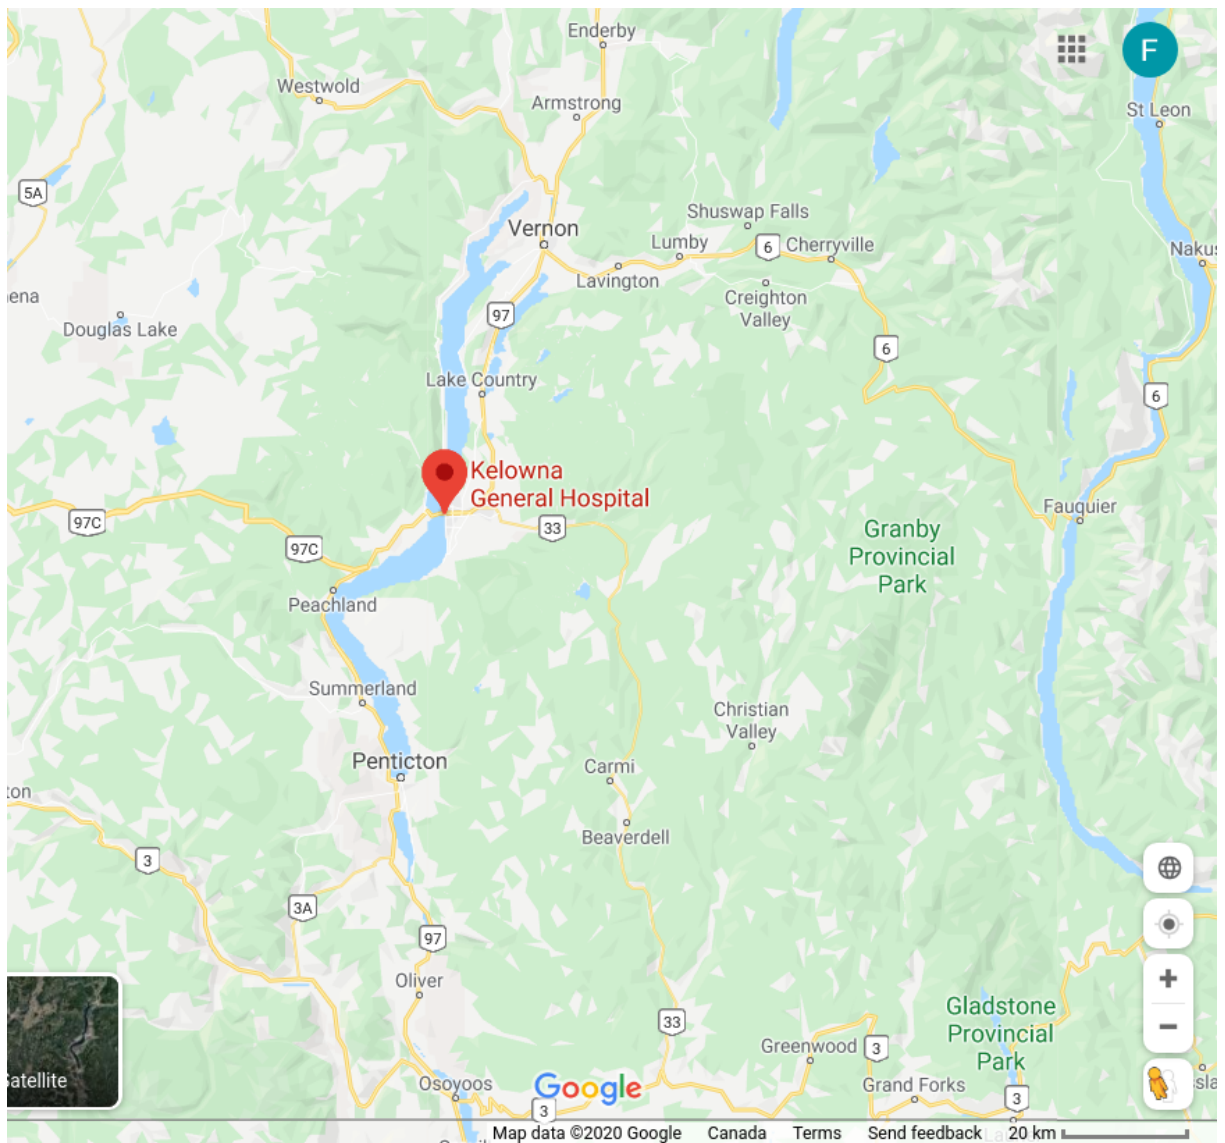 Enderby
F
Westwold
Armstrong
St Leon
5A
Shuswap Falls
Vernon
Lumby
6
Cherryville
Nakus
Lavington
ena
Creighton
Valley
Douglas Lake
97
6
Lake Country
6
Kelowna
General Hospital
97C
33
Fauquier
Granby
Provincial
Park
97C
Peachland
Summerland
Christian
Valley
Penticton
Carmi
ton
Beaverdell
3
3A
97
Oliver
Gladstone
Provincial
Park
33
Greenwood
3
Satellite
Osoyoos
Google
Grand Forks
3
3
Map data ©2020 Google
Canada
Terms
Send feedback
20 km